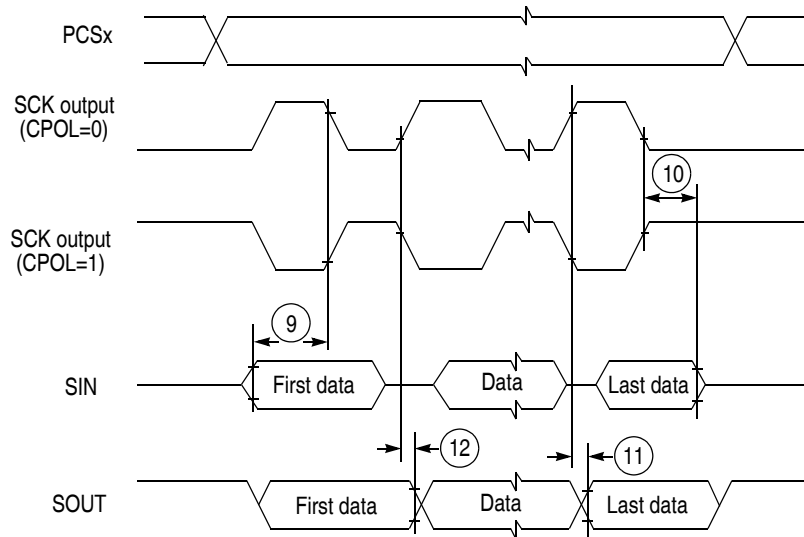 PCSx
SCK output
(CPOL=0)
10
SCK output
(CPOL=1)
9
SIN
First data
Data
Last data
12
11
SOUT
First data
Data
Last data